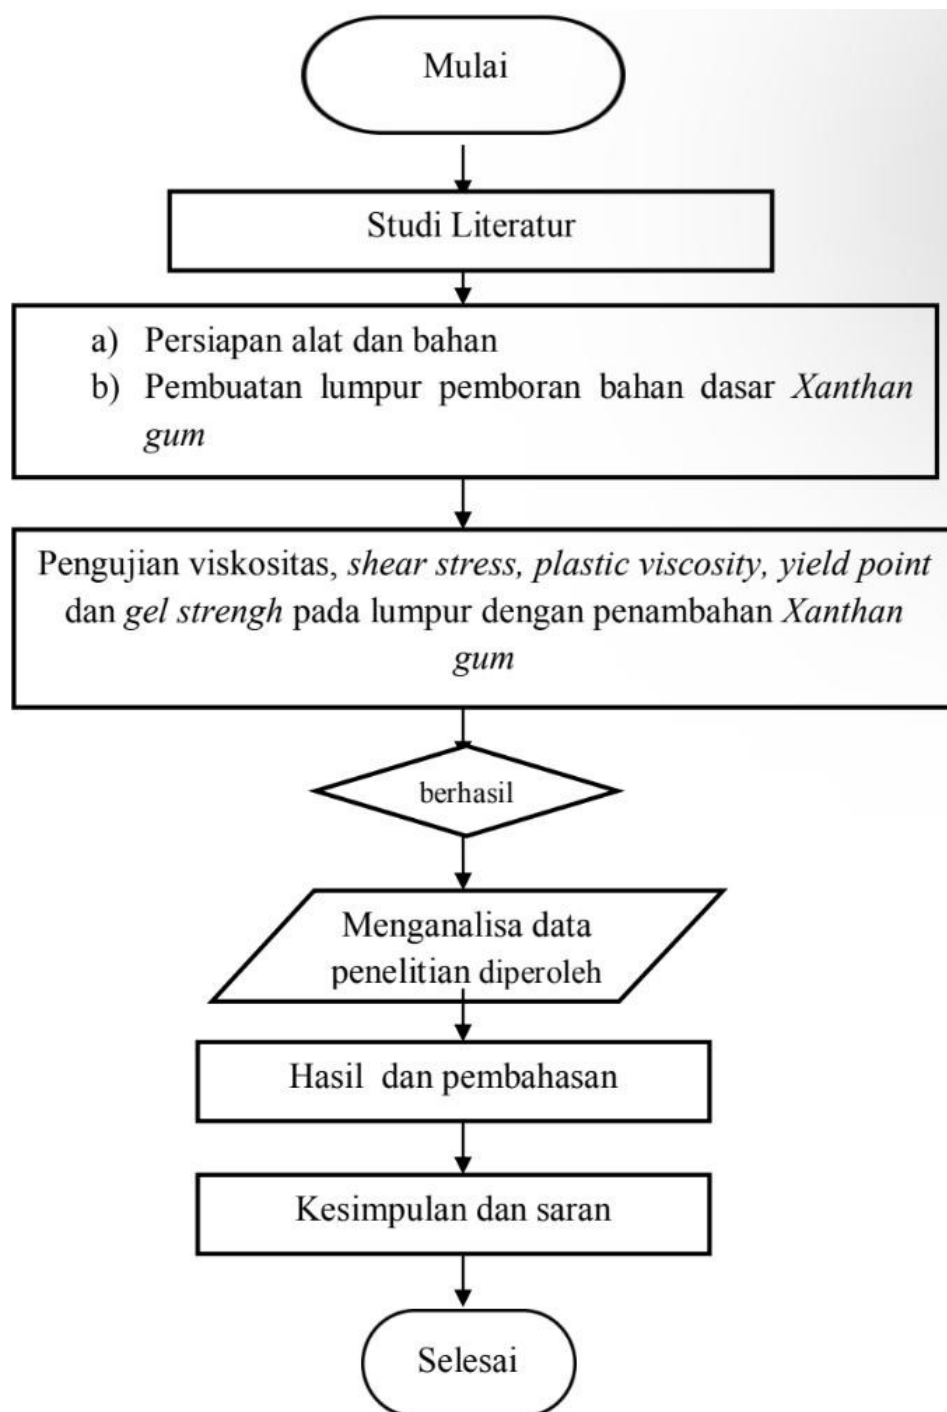 Mulai
Studi Literatur
a) Persiapan alat dan bahan
b) Pembuatan lumpur pemboran bahan dasar Xanthan
gum
Pengujian viskositas, shear stress, plastic viscosity, yield point
dan gel strengh pada lumpur dengan penambahan Xanthan
gum
berhasil
Menganalisa data
penelitian diperoleh
Hasil dan pembahasan
Kesimpulan dan saran
Selesai